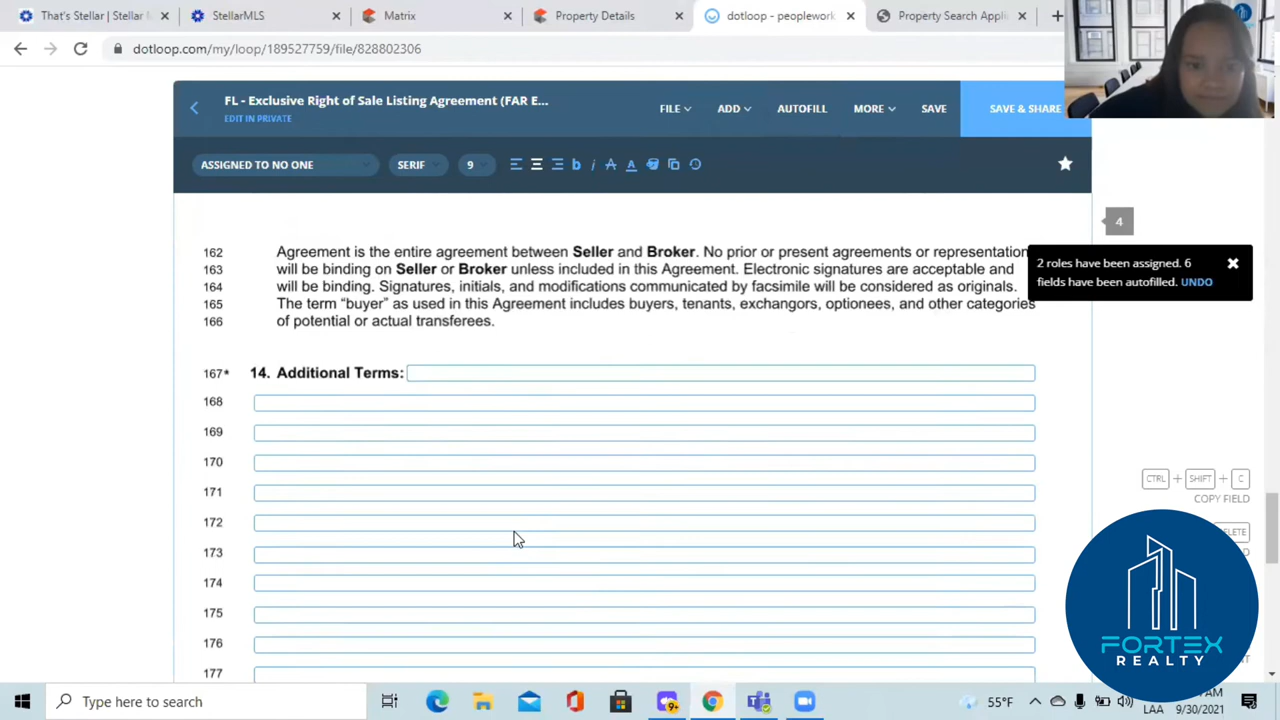 That's Stellar | Stellar M
StellarMLS
Matrix
Property Details
dotloop - peoplework
Property Search Appli
dotloop.com/my/loop/189527759/file/828802306
FL - Exclusive Right of Sale Listing Agreement (FAR E...
EDIT IN PRIVATE
FILE
ADD
AUTOFILL
MORE
SAVE
SAVE & SHARE
ASSIGNED TO NO ONE
SERIF
9
b
i
A
A
4
2 roles have been assigned. 6
fields have been autofilled. UNDO
162 Agreement is the entire agreement between Seller and Broker. No prior or present agreements or representation
163 will be binding on Seller or Broker unless included in this Agreement. Electronic signatures are acceptable and
164 will be binding. Signatures, initials, and modifications communicated by facsimile will be considered as originals.
165 The term “buyer” as used in this Agreement includes buyers, tenants, exchangors, optionees, and other categories
166 of potential or actual transferees.
167* 14. Additional Terms:
168
169
170
171
172
173
174
175
176
177
CTRL + SHIFT + C
COPY FIELD
FORTEX
REALTY
Type here to search
9+
55°F
LAA
AM
9/30/2021